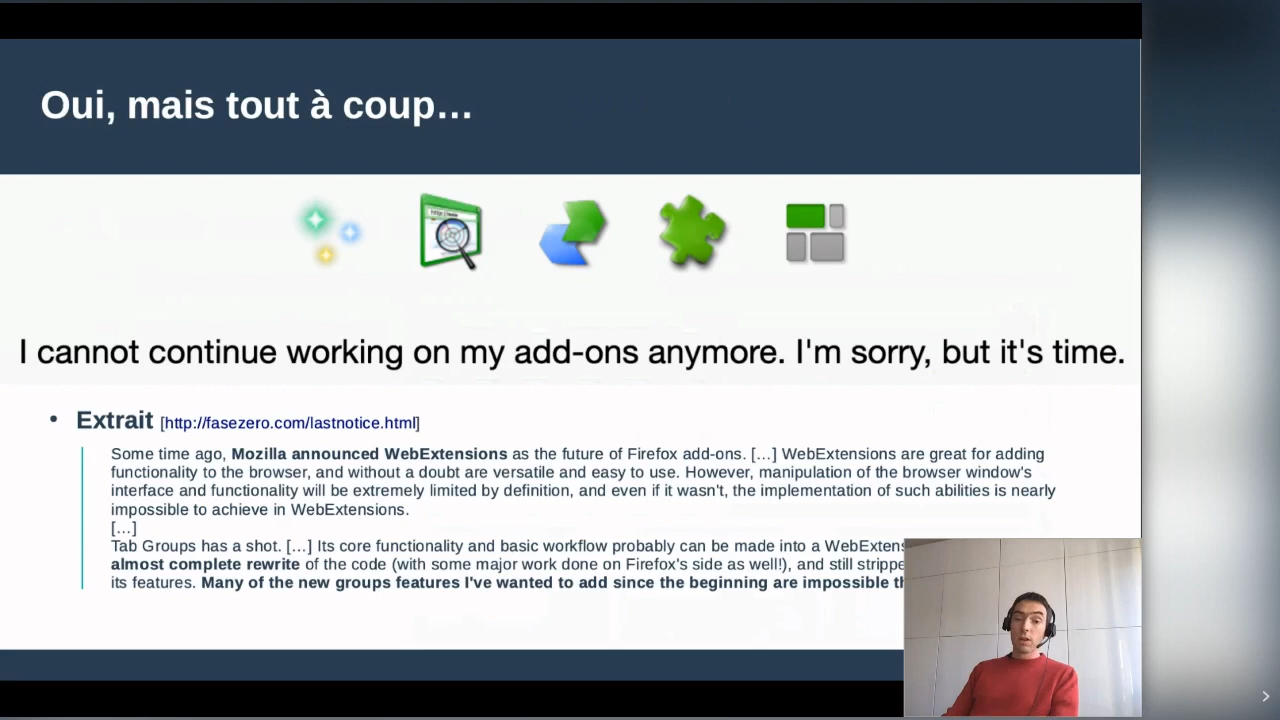 Oui, mais tout à coup…
I cannot continue working on my add-ons anymore. I'm sorry, but it's time.
• Extrait [http://fasezero.com/lastnotice.html]
Some time ago, Mozilla announced WebExtensions as the future of Firefox add-ons. […] WebExtensions are great for adding
functionality to the browser, and without a doubt are versatile and easy to use. However, manipulation of the browser window's
interface and functionality will be extremely limited by definition, and even if it wasn't, the implementation of such abilities is nearly
impossible to achieve in WebExtensions.
[…]
Tab Groups has a shot. […] Its core functionality and basic workflow probably can be made into a WebExtens
almost complete rewrite of the code (with some major work done on Firefox's side as well!), and still strippe
its features. Many of the new groups features I've wanted to add since the beginning are impossible th